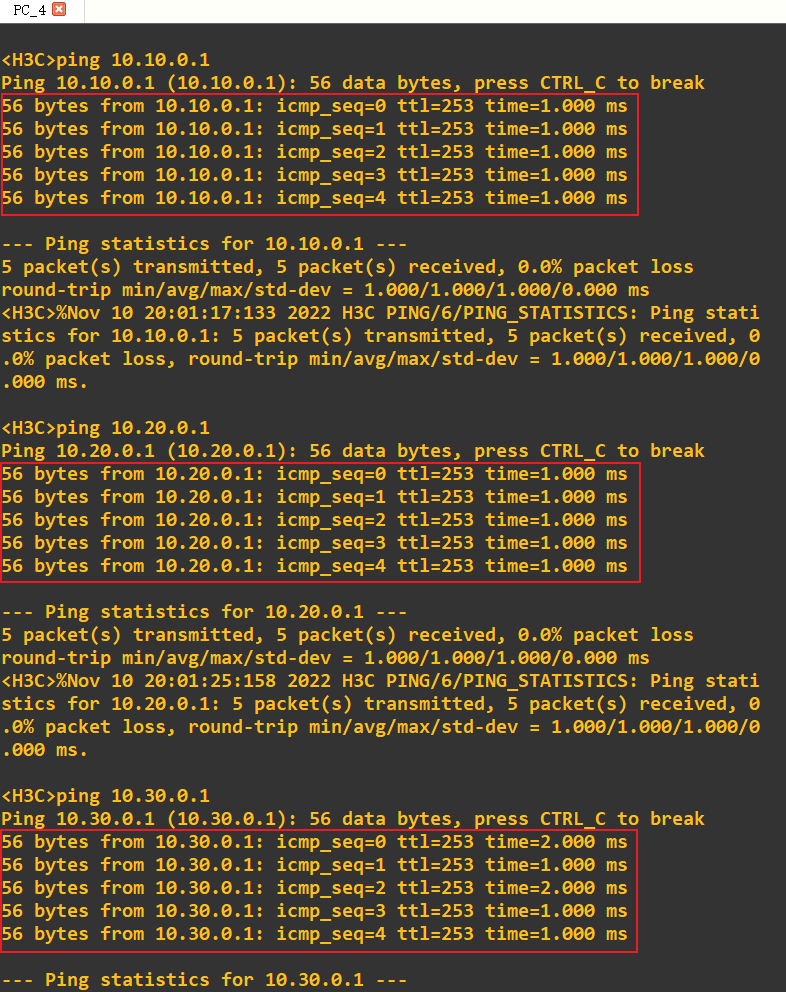 PC_4
<H3C>ping 10.10.0.1
Ping 10.10.0.1 (10.10.0.1): 56 data bytes, press CTRL_C to break
56 bytes from 10.10.0.1: icmp_seq=0 ttl=253 time=1.000 ms
56 bytes from 10.10.0.1: icmp_seq=1 ttl=253 time=1.000 ms
56 bytes from 10.10.0.1: icmp_seq=2 ttl=253 time=1.000 ms
56 bytes from 10.10.0.1: icmp_seq=3 ttl=253 time=1.000 ms
56 bytes from 10.10.0.1: icmp_seq=4 ttl=253 time=1.000 ms
--- Ping statistics for 10.10.0.1 ---
5 packet(s) transmitted, 5 packet(s) received, 0.0% packet loss
round-trip min/avg/max/std-dev = 1.000/1.000/1.000/0.000 ms
<H3C>%Nov 10 20:01:17:133 2022 H3C PING/6/PING_STATISTICS: Ping stati
stics for 10.10.0.1: 5 packet(s) transmitted, 5 packet(s) received, 0
.0% packet loss, round-trip min/avg/max/std-dev = 1.000/1.000/1.000/0
.000 ms.
<H3C>ping 10.20.0.1
Ping 10.20.0.1 (10.20.0.1): 56 data bytes, press CTRL_C to break
56 bytes from 10.20.0.1: icmp_seq=0 ttl=253 time=1.000 ms
56 bytes from 10.20.0.1: icmp_seq=1 ttl=253 time=1.000 ms
56 bytes from 10.20.0.1: icmp_seq=2 ttl=253 time=1.000 ms
56 bytes from 10.20.0.1: icmp_seq=3 ttl=253 time=1.000 ms
56 bytes from 10.20.0.1: icmp_seq=4 ttl=253 time=1.000 ms
--- Ping statistics for 10.20.0.1 ---
5 packet(s) transmitted, 5 packet(s) received, 0.0% packet loss
round-trip min/avg/max/std-dev = 1.000/1.000/1.000/0.000 ms
<H3C>%Nov 10 20:01:25:158 2022 H3C PING/6/PING_STATISTICS: Ping stati
stics for 10.20.0.1: 5 packet(s) transmitted, 5 packet(s) received, 0
.0% packet loss, round-trip min/avg/max/std-dev = 1.000/1.000/1.000/0
.000 ms.
<H3C>ping 10.30.0.1
Ping 10.30.0.1 (10.30.0.1): 56 data bytes, press CTRL_C to break
56 bytes from 10.30.0.1: icmp_seq=0 ttl=253 time=2.000 ms
56 bytes from 10.30.0.1: icmp_seq=1 ttl=253 time=1.000 ms
56 bytes from 10.30.0.1: icmp_seq=2 ttl=253 time=2.000 ms
56 bytes from 10.30.0.1: icmp_seq=3 ttl=253 time=1.000 ms
56 bytes from 10.30.0.1: icmp_seq=4 ttl=253 time=1.000 ms
--- Ping statistics for 10.30.0.1 ---